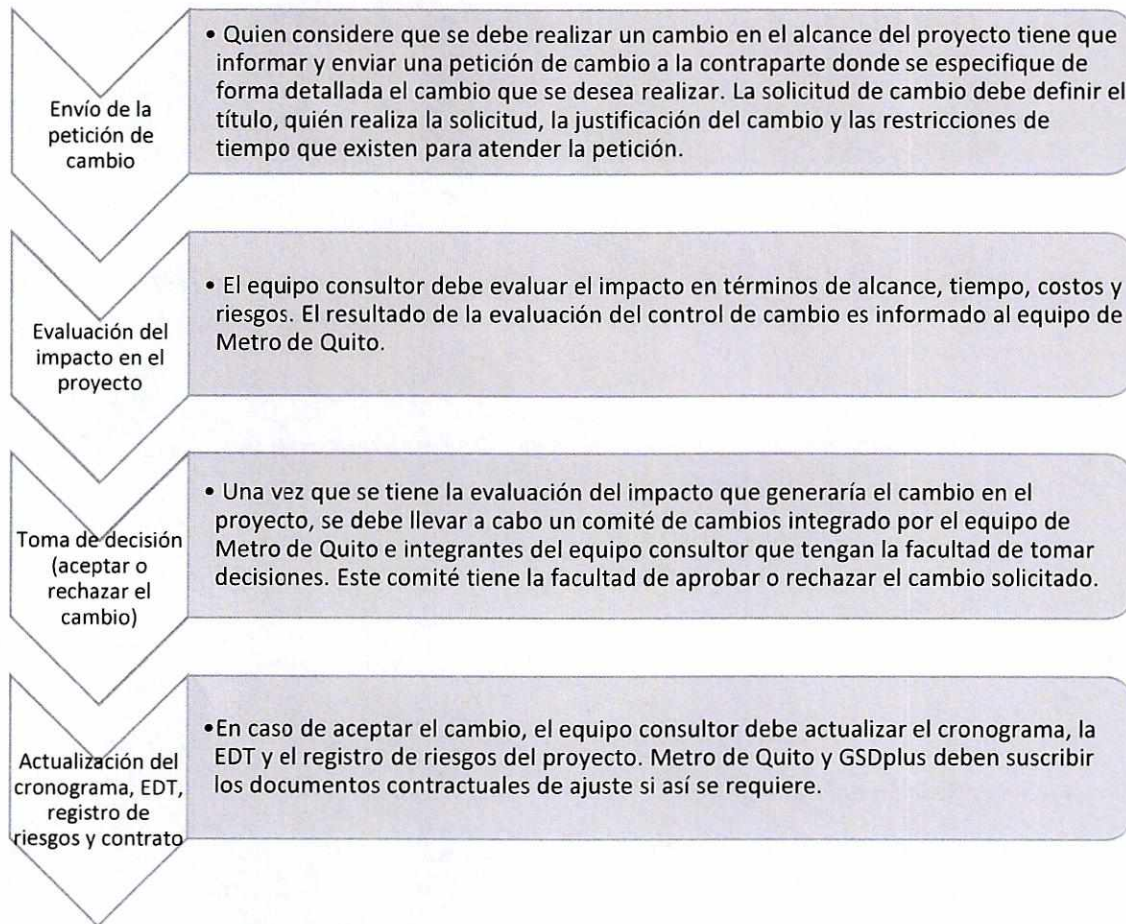 Envío de la
petición de
cambio
• Quien considere que se debe realizar un cambio en el alcance del proyecto tiene que
informar y enviar una petición de cambio a la contraparte donde se especifique de
forma detallada el cambio que se desea realizar. La solicitud de cambio debe definir el
título, quién realiza la solicitud, la justificación del cambio y las restricciones de
tiempo que existen para atender la petición.
Evaluación del
impacto en el
proyecto
• El equipo consultor debe evaluar el impacto en términos de alcance, tiempo, costos y
riesgos. El resultado de la evaluación del control de cambio es informado al equipo de
Metro de Quito.
Toma de decisión
(aceptar o
rechazar el
cambio)
• Una vez que se tiene la evaluación del impacto que generaría el cambio en el
proyecto, se debe llevar a cabo un comité de cambios integrado por el equipo de
Metro de Quito e integrantes del equipo consultor que tengan la facultad de tomar
decisiones. Este comité tiene la facultad de aprobar o rechazar el cambio solicitado.
Actualización del
cronograma, EDT,
registro de
riesgos y contrato
•En caso de aceptar el cambio, el equipo consultor debe actualizar el cronograma, la
EDT y el registro de riesgos del proyecto. Metro de Quito y GSDplus deben suscribir
los documentos contractuales de ajuste si así se requiere.